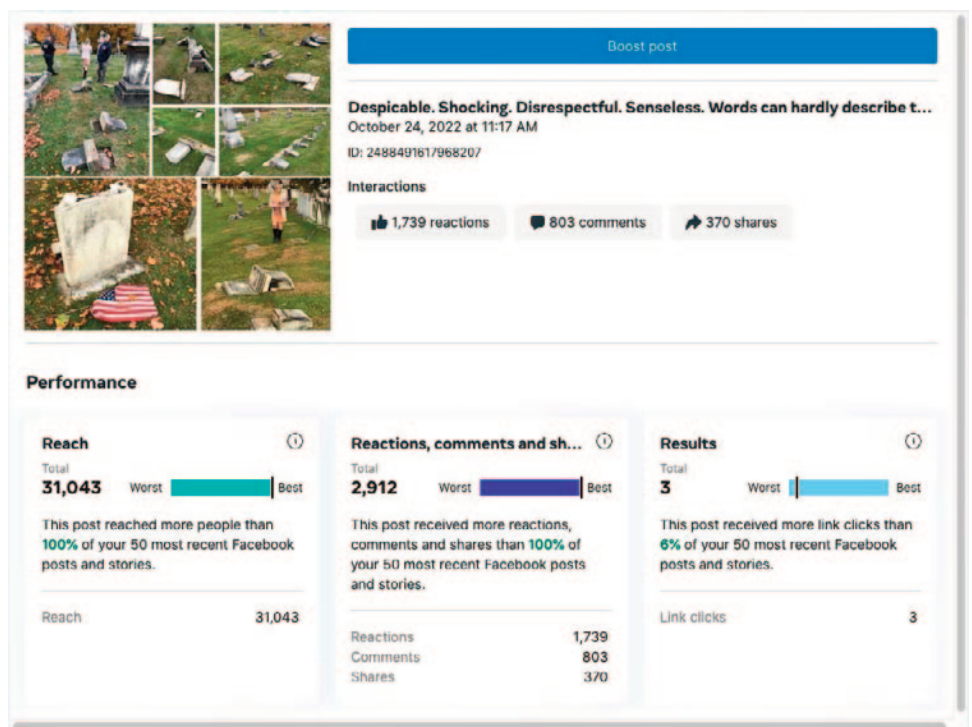 Boost post
Despicable. Shocking. Disrespectful. Senseless. Words can hardly describe t...
October 24, 2022 at 11:17 AM
ID: 2488491617968207
Interactions
1,739 reactions 803 comments 370 shares
Performance
Reach
Total
31,043 Worst Best
This post reached more people than
100% of your 50 most recent Facebook
posts and stories.
Reach 31,043
Reactions, comments and sh...
Total
2,912 Worst Best
This post received more reactions,
comments and shares than 100% of
your 50 most recent Facebook posts
and stories.
Reactions 1,739
Comments 803
Shares 370
Results
Total
3 Worst Best
This post received more link clicks than
6% of your 50 most recent Facebook
posts and stories.
Link clicks 3